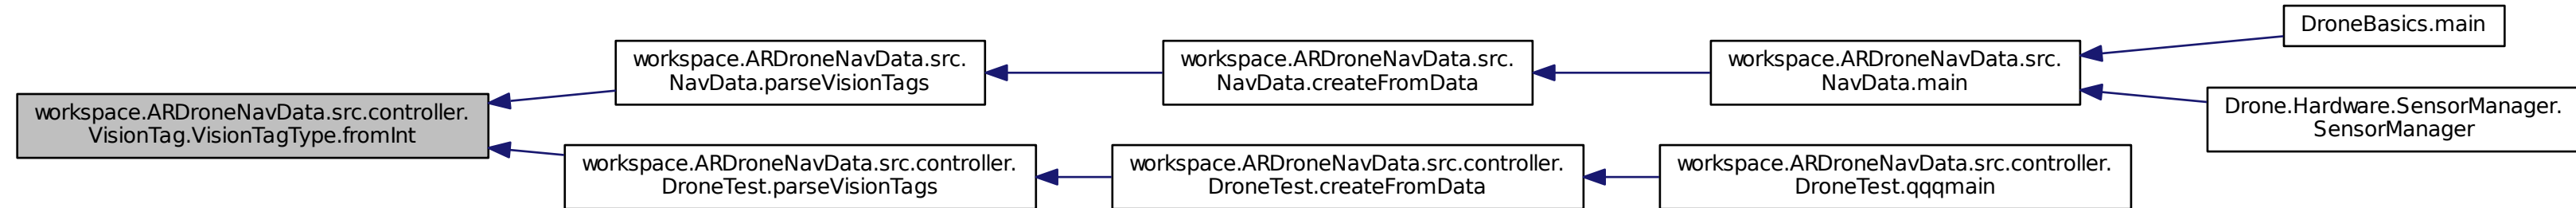 workspace.ARDroneNavData.src.controller.
VisionTag.VisionTagType.fromInt
workspace.ARDroneNavData.src.
NavData.parseVisionTags
workspace.ARDroneNavData.src.
NavData.createFromData
workspace.ARDroneNavData.src.
NavData.main
DroneBasics.main
Drone.Hardware.SensorManager.
SensorManager
workspace.ARDroneNavData.src.controller.
DroneTest.parseVisionTags
workspace.ARDroneNavData.src.controller.
DroneTest.createFromData
workspace.ARDroneNavData.src.controller.
DroneTest.qqqmain